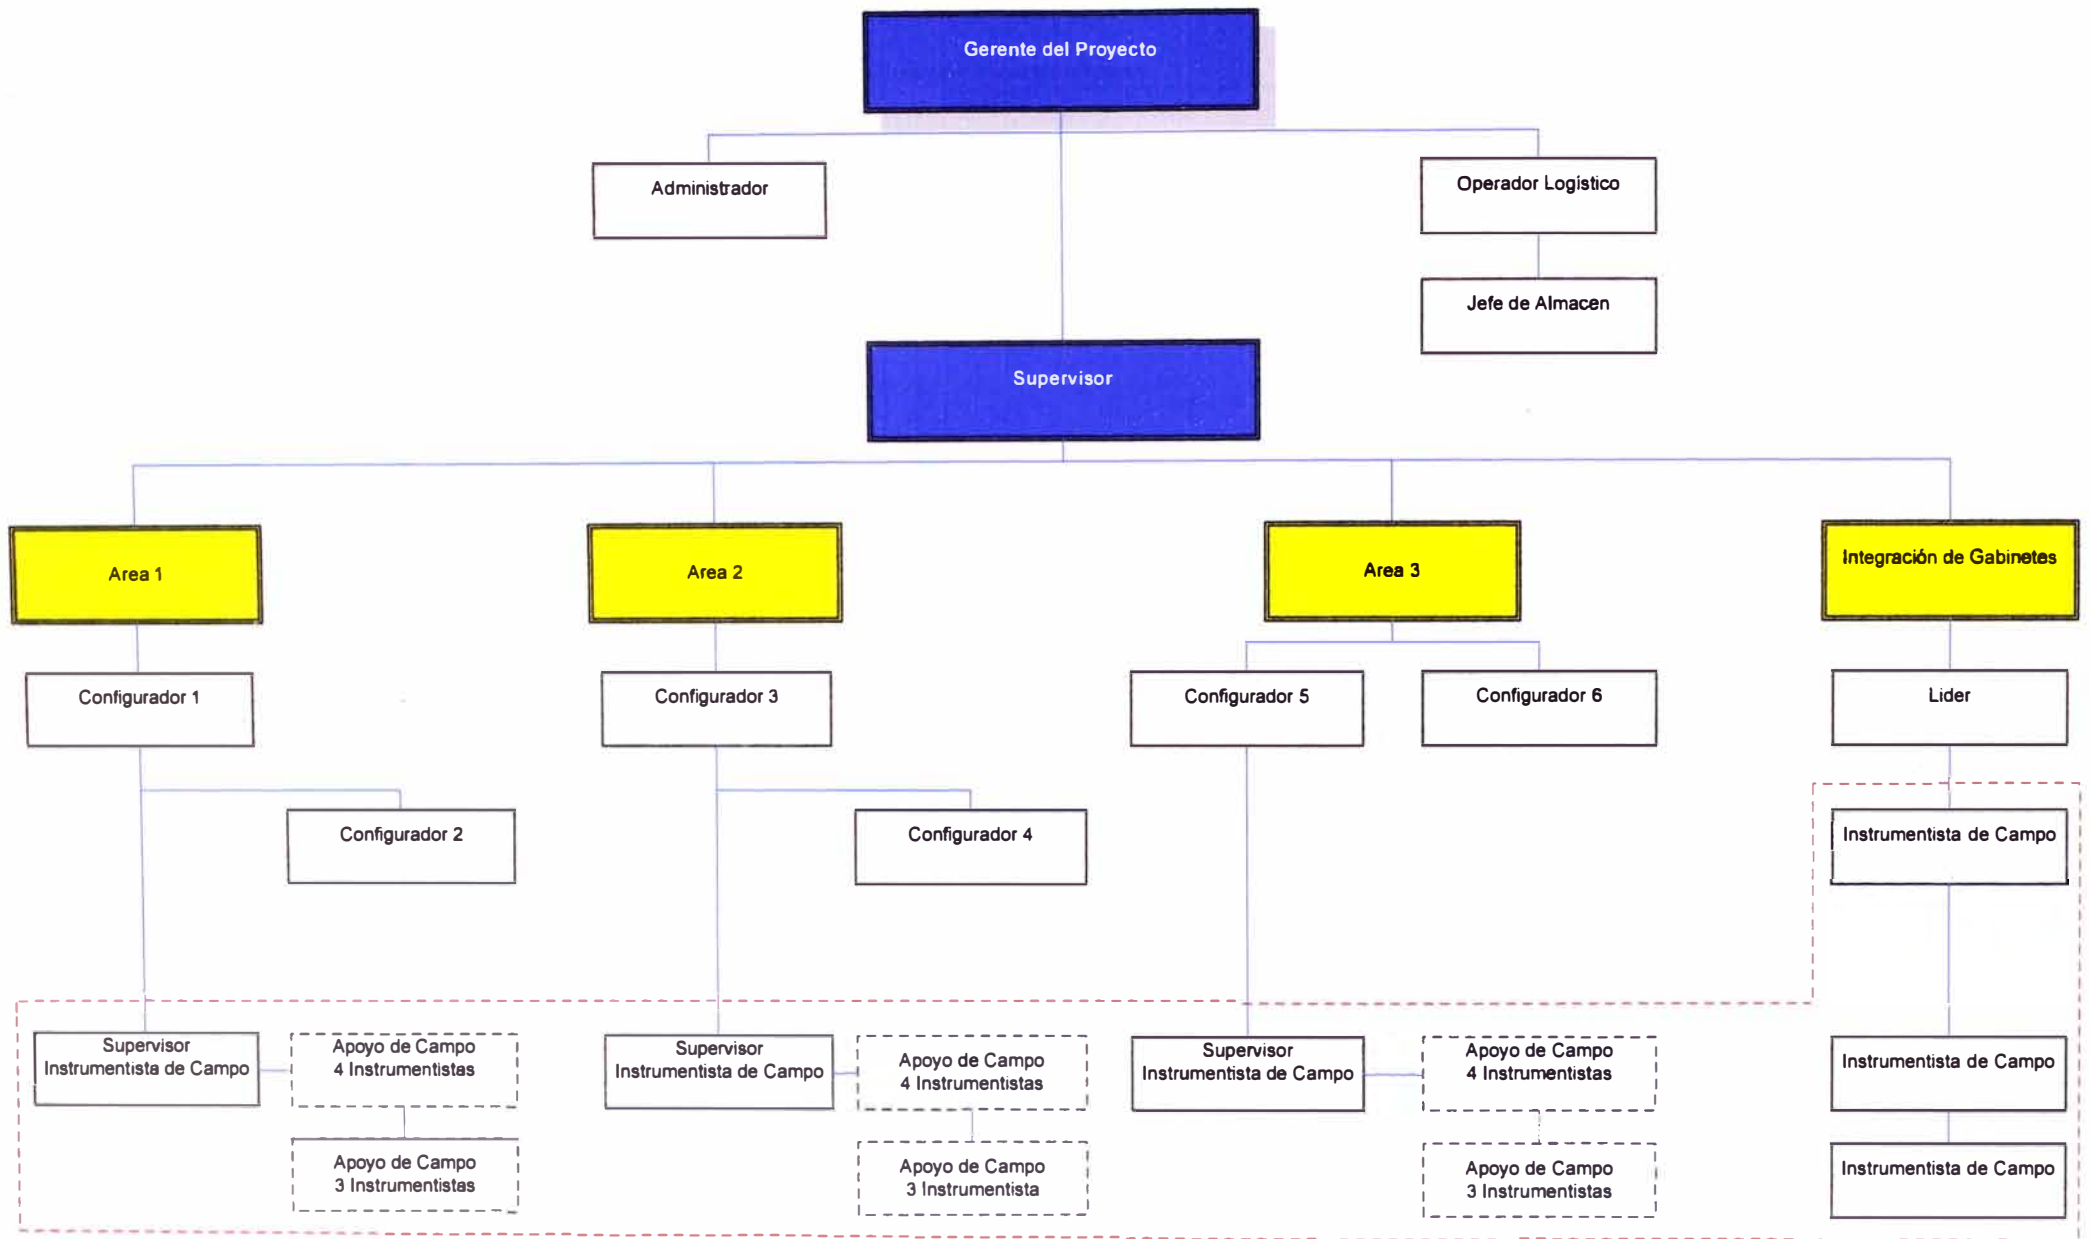 Gerente del Proyecto
Administrador
Operador Logístico
Jefe de Almacen
Supervisor
Area 1
Area 2
Area 3
Integración de Gabinetes
Configurador 1
Configurador 3
Configurador 5
Configurador 6
Lider
Configurador 2
Configurador 4
Instrumentista de Campo
Supervisor
Instrumentista de Campo
Apoyo de Campo
4 Instrumentistas
Supervisor
Instrumentista de Campo
Apoyo de Campo
4 Instrumentistas
Supervisor
Instrumentista de Campo
Apoyo de Campo
4 Instrumentistas
Instrumentista de Campo
Apoyo de Campo
3 Instrumentistas
Apoyo de Campo
3 Instrumentista
Apoyo de Campo
3 Instrumentistas
Instrumentista de Campo